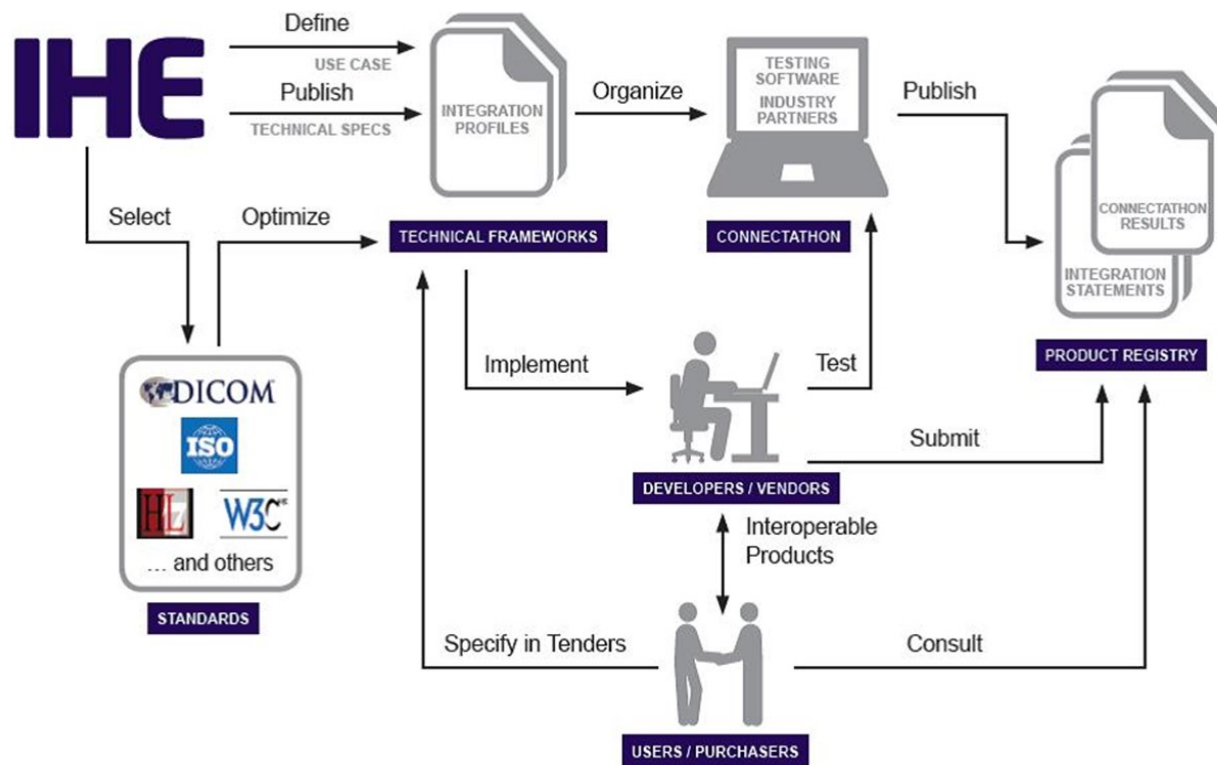 IHE
Define
USE CASE
Publish
TECHNICAL SPECS
INTEGRATION
PROFILES
Organize
TESTING
SOFTWARE
INDUSTRY
PARTNERS
Publish
CONNECTATHON
RESULTS
INTEGRATION
STATEMENTS
Select
Optimize
TECHNICAL FRAMEWORKS
CONNECTATHON
PRODUCT REGISTRY
DICOM
ISO
HL7
W3C
... and others
STANDARDS
Implement
Test
Submit
DEVELOPERS / VENDORS
Interoperable
Products
Specify in Tenders
Consult
USERS / PURCHASERS